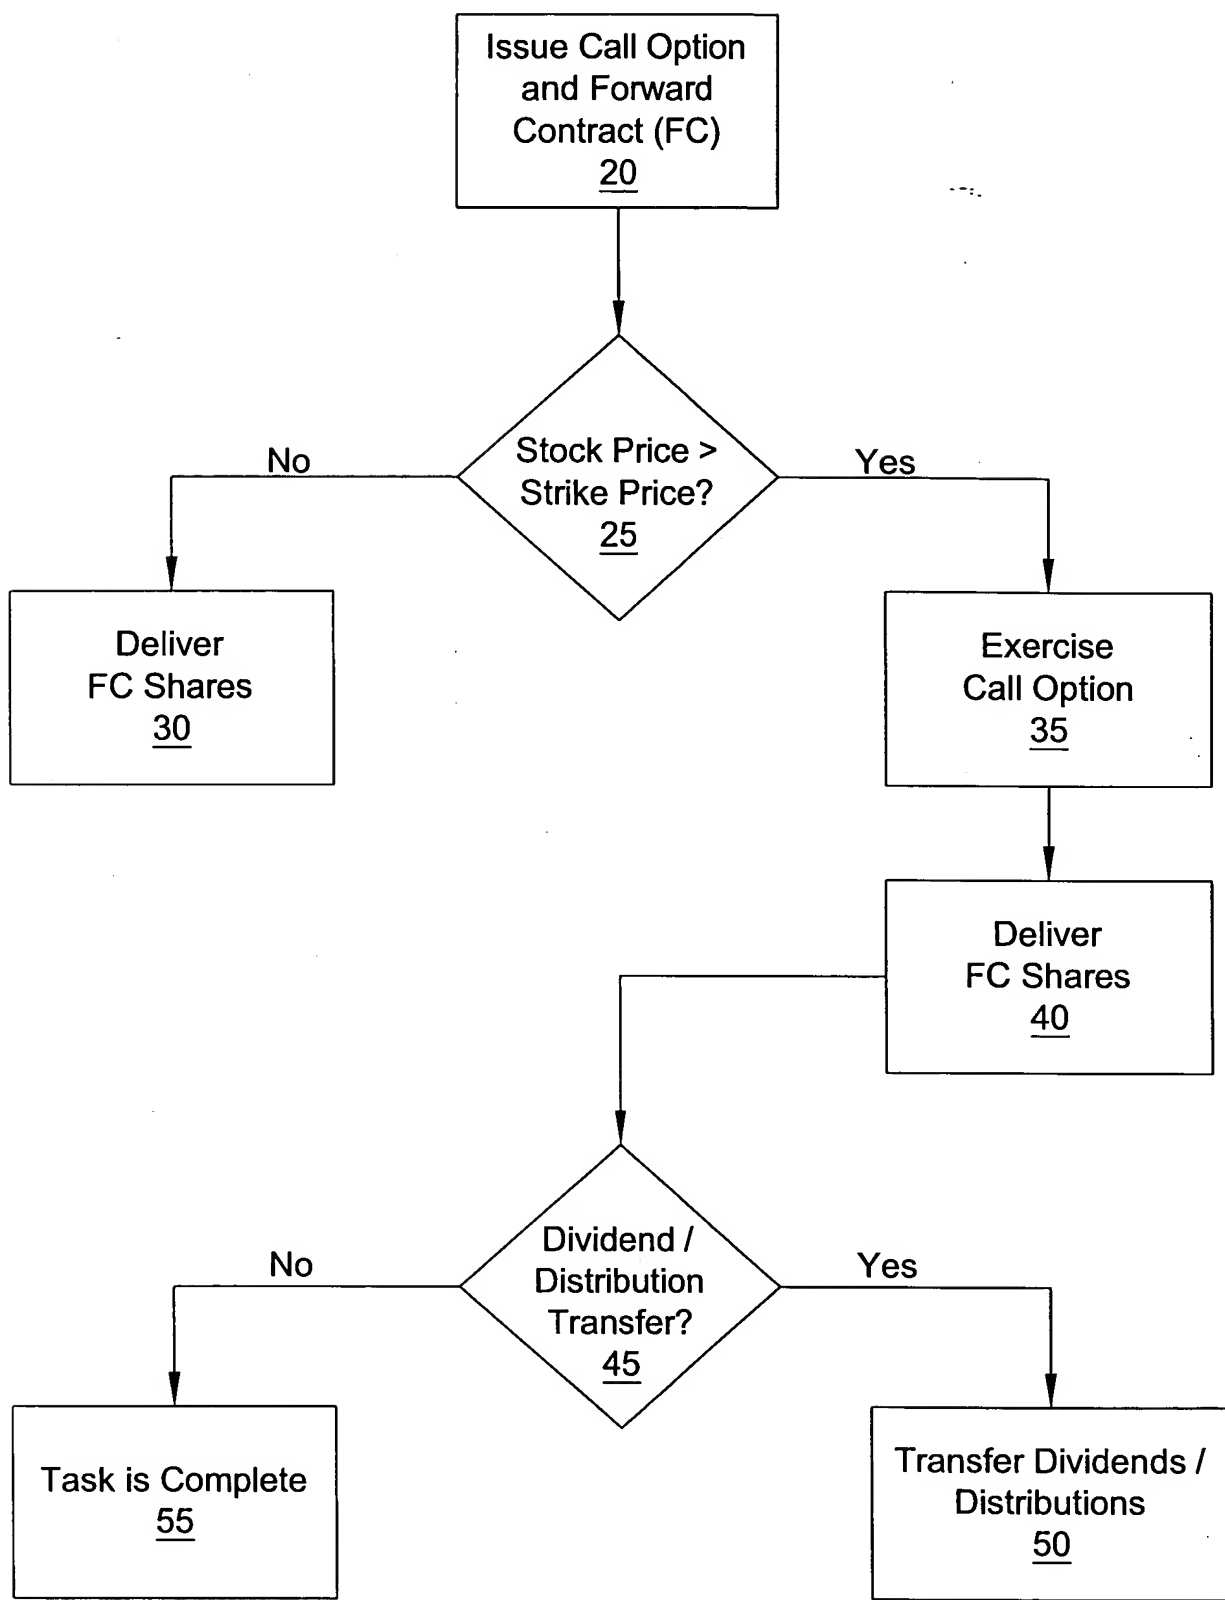 Issue Call Option
and Forward
Contract (FC)
20
Stock Price >
Strike Price?
25
No
Yes
Deliver
FC Shares
30
Exercise
Call Option
35
Deliver
FC Shares
40
Dividend /
Distribution
Transfer?
45
No
Yes
Task is Complete
55
Transfer Dividends /
Distributions
50